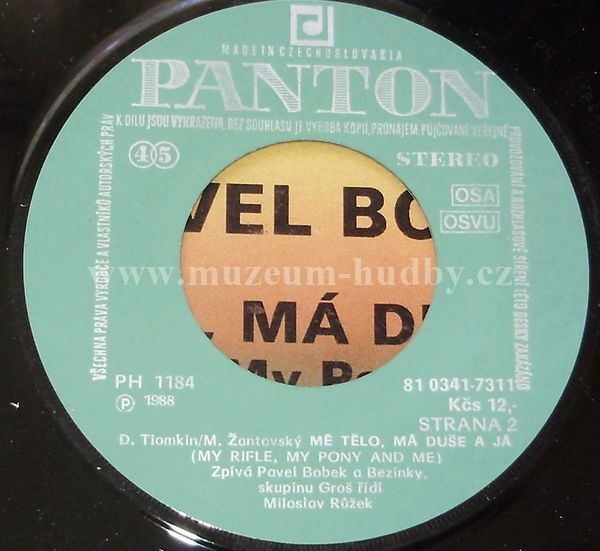 MADE IN CZECHOSLOVAKIA
PANTON
VŠECHNA PRÁVA VÝROBCE A VLASTNÍKŮ AUTORSKÝCH PRÁV
K DÍLU JSOU VYHRAZENA. BEZ SOUHLASU JE VÝROBA KOPIÍ, PRONÁJEM, PŮJČOVÁNÍ, VEŘEJNÉ
PROVOZOVÁNÍ A ROZHLASOVÉ ŠÍŘENÍ TÉTO DESKY ZAKÁZÁNO
45
STEREO
OSA
OSVU
VEL BO
www.muzeum-hudby.cz
, MÁ DU
My Po
PH 1184
Ⓟ 1988
81 0341-7311
Kčs 12,-
STRANA 2
D. Tiomkin/M. Žantovský MÉ TĚLO, MÁ DUŠE A JÁ
(MY RIFLE, MY PONY AND ME)
Zpívá Pavel Bobek a Bezinky,
skupinu Groš řídí
Miloslav Růžek